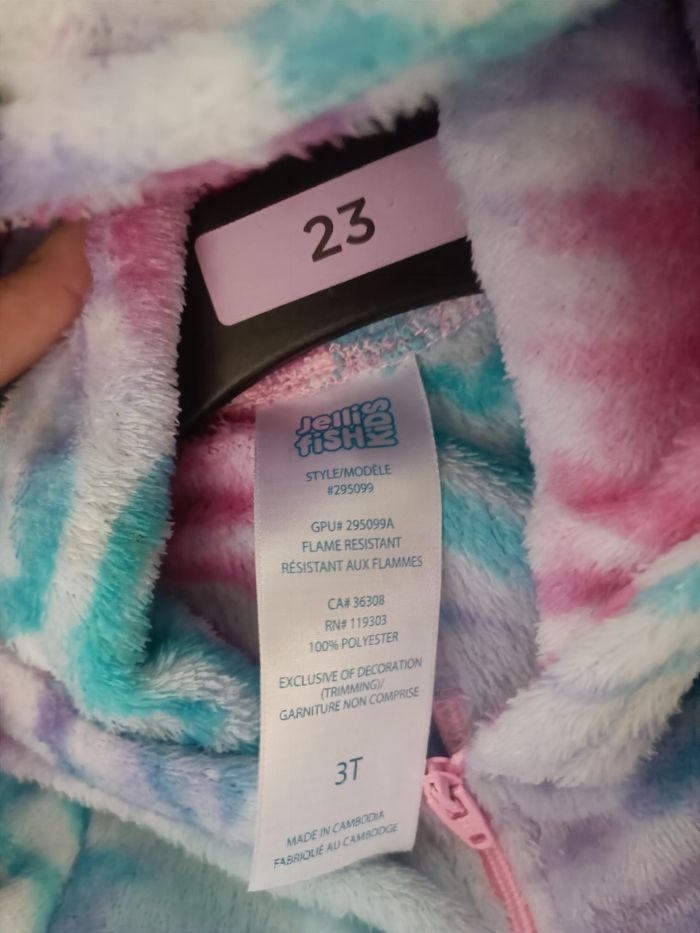 23
Jellifish KiDS
STYLE/MODÈLE
#295099
GPU# 295099A
FLAME RESISTANT
RÉSISTANT AUX FLAMMES
CA# 36308
RN# 119303
100% POLYESTER
EXCLUSIVE OF DECORATION
(TRIMMING)/
GARNITURE NON COMPRISE
3T
MADE IN CAMBODIA
FABRIQUÉ AU CAMBODGE